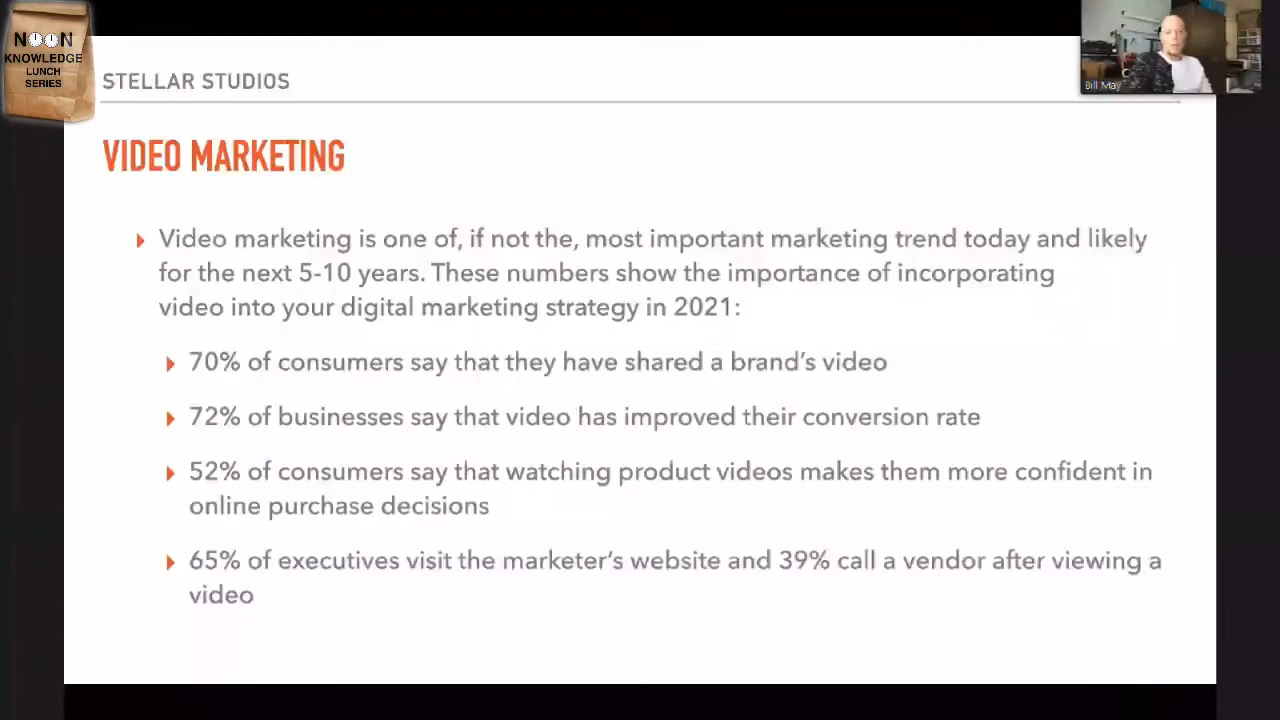 NOON
KNOWLEDGE
LUNCH
SERIES
STELLAR STUDIOS
Bill May
VIDEO MARKETING
Video marketing is one of, if not the, most important marketing trend today and likely
for the next 5-10 years. These numbers show the importance of incorporating
video into your digital marketing strategy in 2021:
70% of consumers say that they have shared a brand’s video
72% of businesses say that video has improved their conversion rate
52% of consumers say that watching product videos makes them more confident in
online purchase decisions
65% of executives visit the marketer’s website and 39% call a vendor after viewing a
video